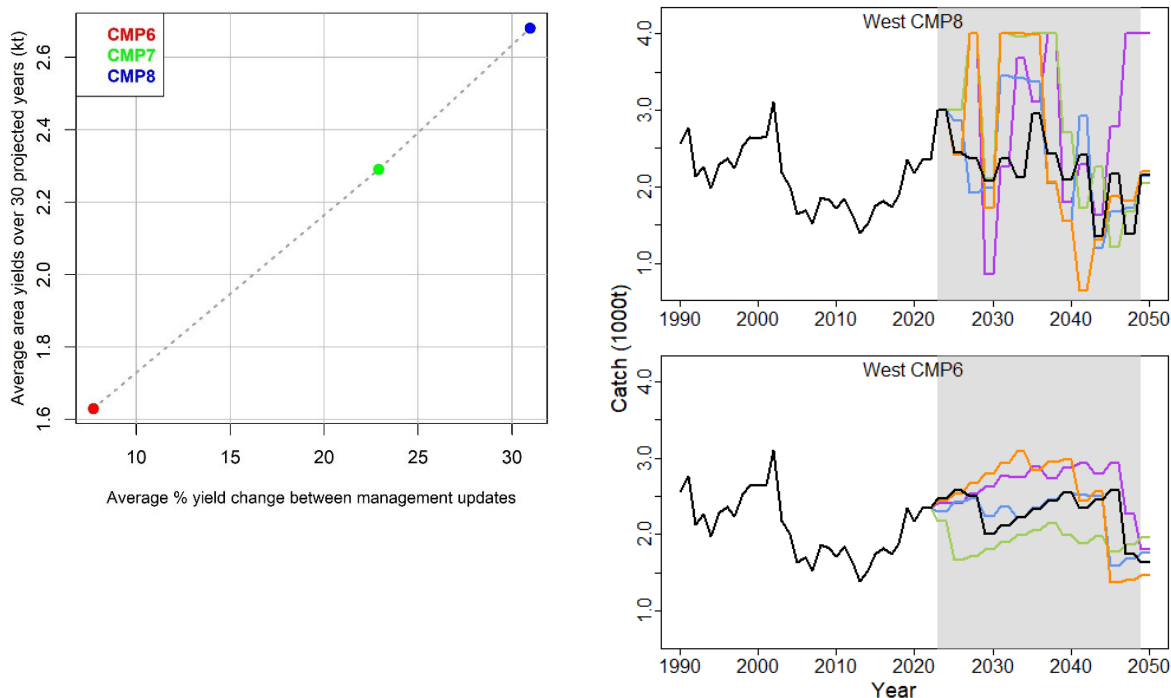 CMP6
CMP7
CMP8
Average area yields over 30 projected years (kt)
2.6
2.4
2.2
2.0
1.8
1.6
10 15 20 25 30
Average % yield change between management updates
West CMP8
4.0
3.0
2.0
1.0
1990 2000 2010 2020 2030 2040 2050
Catch (1000t)
West CMP6
4.0
3.0
2.0
1.0
1990 2000 2010 2020 2030 2040 2050
Year